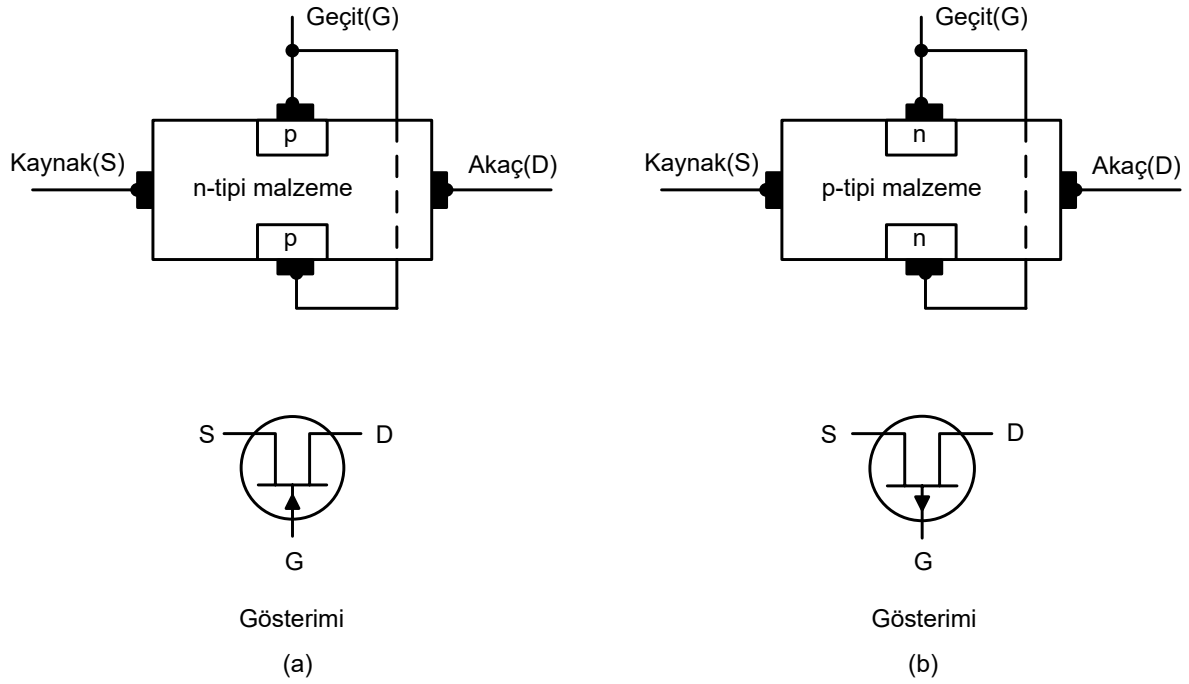 Geçit(G)
p
Kaynak(S)
n-tipi malzeme
Akaç(D)
p
S
D
G
Gösterimi
(a)
Geçit(G)
n
Kaynak(S)
p-tipi malzeme
Akaç(D)
n
S
D
G
Gösterimi
(b)